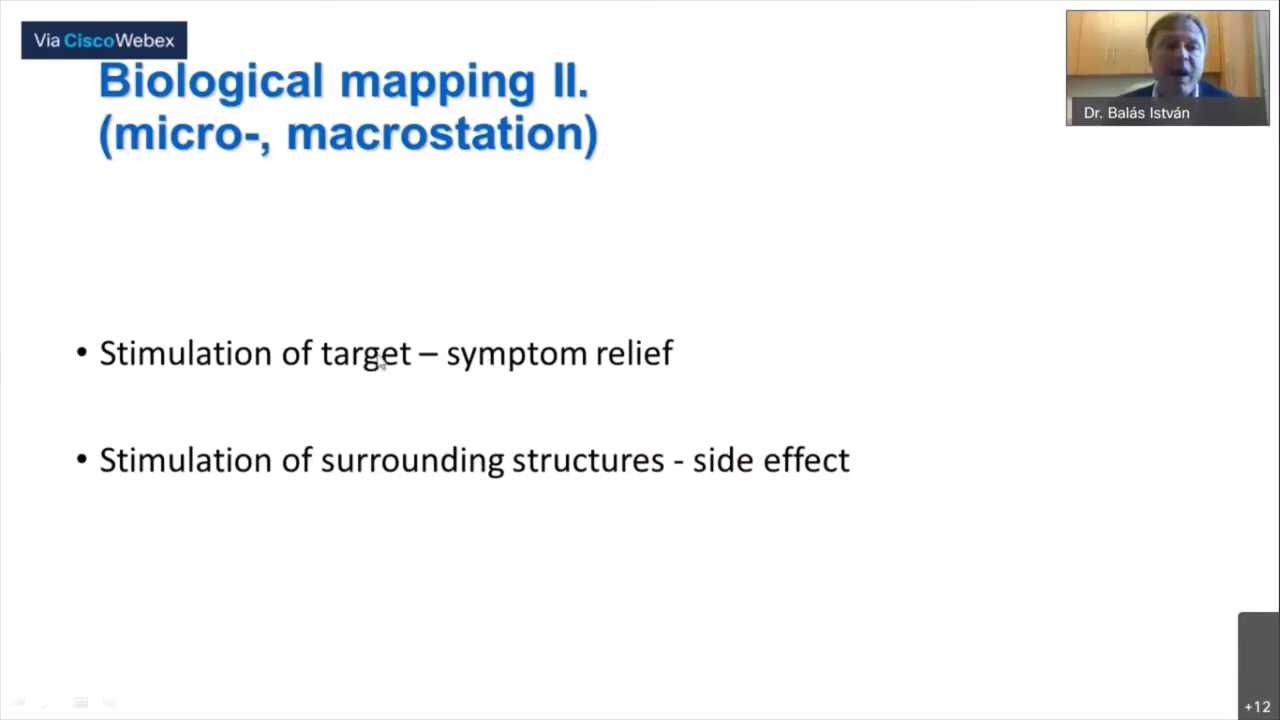 Via CiscoWebex
Biological mapping II.
(micro-, macrostation)
Dr. Balás István
• Stimulation of target – symptom relief
• Stimulation of surrounding structures - side effect
+12